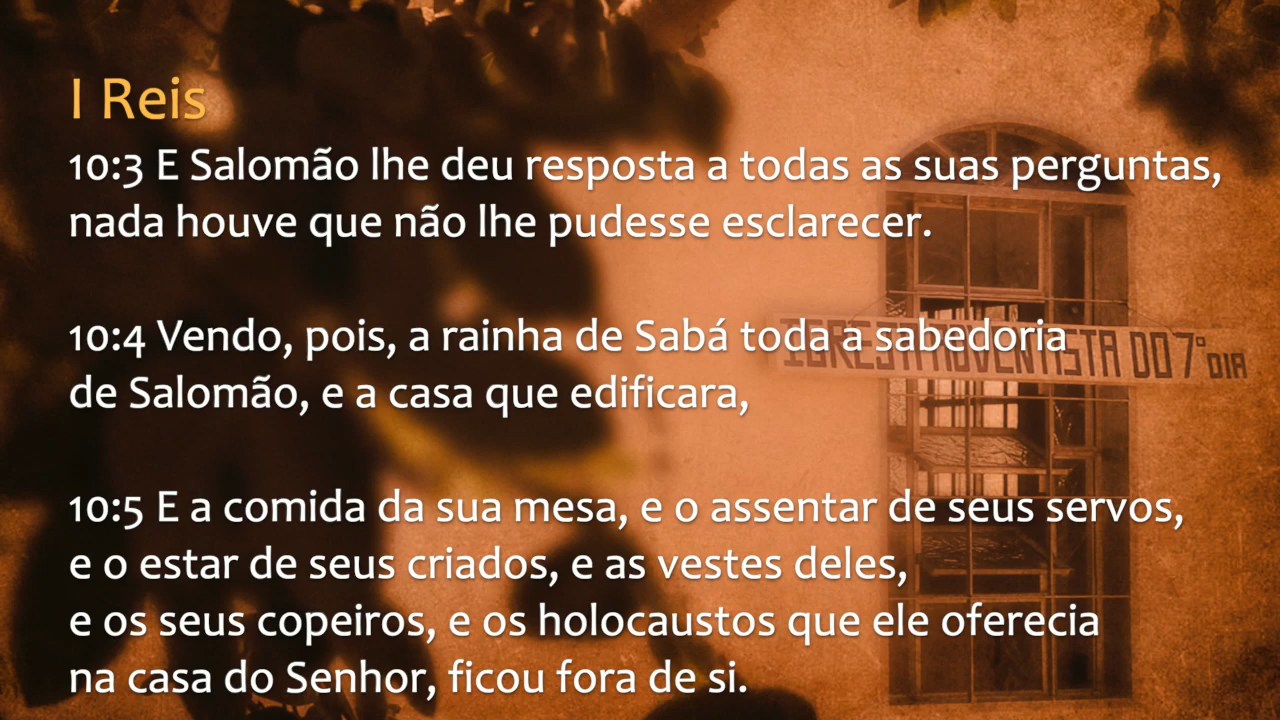 I Reis
10:3 E Salomão lhe deu resposta a todas as suas perguntas,
nada houve que não lhe pudesse esclarecer.
10:4 Vendo, pois, a rainha de Sabá toda a sabedoria
de Salomão, e a casa que edificara,
10:5 E a comida da sua mesa, e o assentar de seus servos,
e o estar de seus criados, e as vestes deles,
e os seus copeiros, e os holocaustos que ele oferecia
na casa do Senhor, ficou fora de si.
IGREJA ADVENTISTA DO 7° DIA